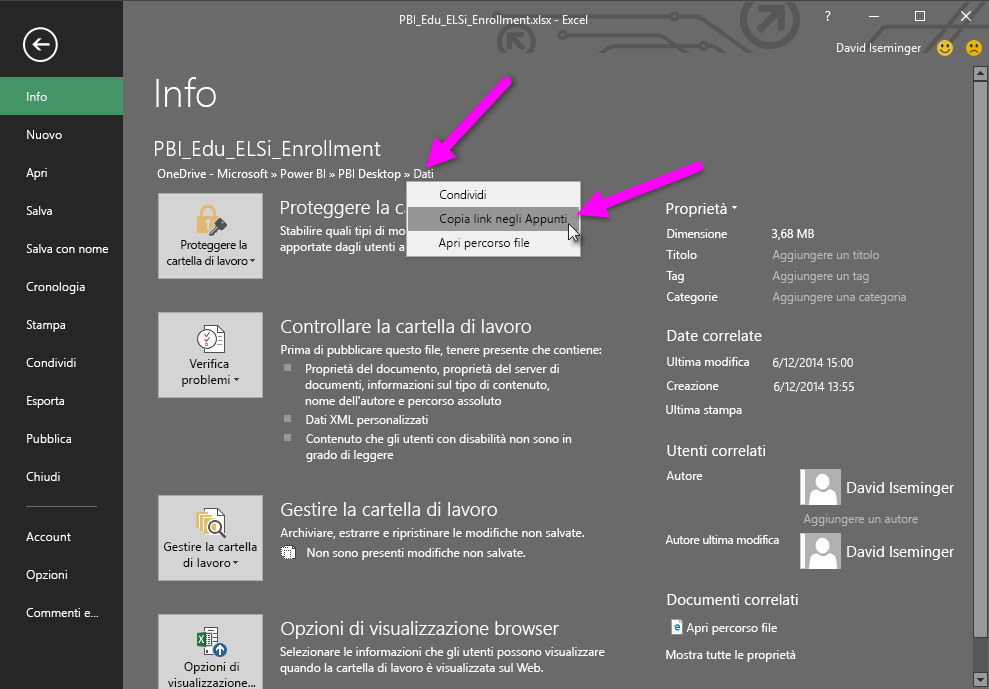 PBI_Edu_ELSi_Enrollment.xlsx - Excel
?
David Iseminger
Info
Nuovo
Apri
Salva
Salva con nome
Cronologia
Stampa
Condividi
Esporta
Pubblica
Chiudi
Account
Opzioni
Commenti e...
Info
PBI_Edu_ELSi_Enrollment
OneDrive - Microsoft » Power BI » PBI Desktop » Dati
Condividi
Copia link negli Appunti
Apri percorso file
Proteggere la
cartella di lavoro
Proteggere la c
Stabilire quali tipi di mo
apportate dagli utenti a
Verifica
problemi
Controllare la cartella di lavoro
Prima di pubblicare questo file, tenere presente che contiene:
Proprietà del documento, proprietà del server di
documenti, informazioni sul tipo di contenuto,
nome dell'autore e percorso assoluto
Dati XML personalizzati
Contenuto che gli utenti con disabilità non sono in
grado di leggere
Gestire la cartella
di lavoro
Gestire la cartella di lavoro
Archiviare, estrarre e ripristinare le modifiche non salvate.
Non sono presenti modifiche non salvate.
Opzioni di
visualizzazione...
Opzioni di visualizzazione browser
Selezionare le informazioni che gli utenti possono visualizzare
quando la cartella di lavoro è visualizzata sul Web.
Proprietà
Dimensione 3,68 MB
Titolo Aggiungere un titolo
Tag Aggiungere un tag
Categorie Aggiungere una categoria
Date correlate
Ultima modifica 6/12/2014 15:00
Creazione 6/12/2014 13:55
Ultima stampa
Utenti correlati
Autore
David Iseminger
Aggiungere un autore
Autore ultima modifica
David Iseminger
Documenti correlati
Apri percorso file
Mostra tutte le proprietà